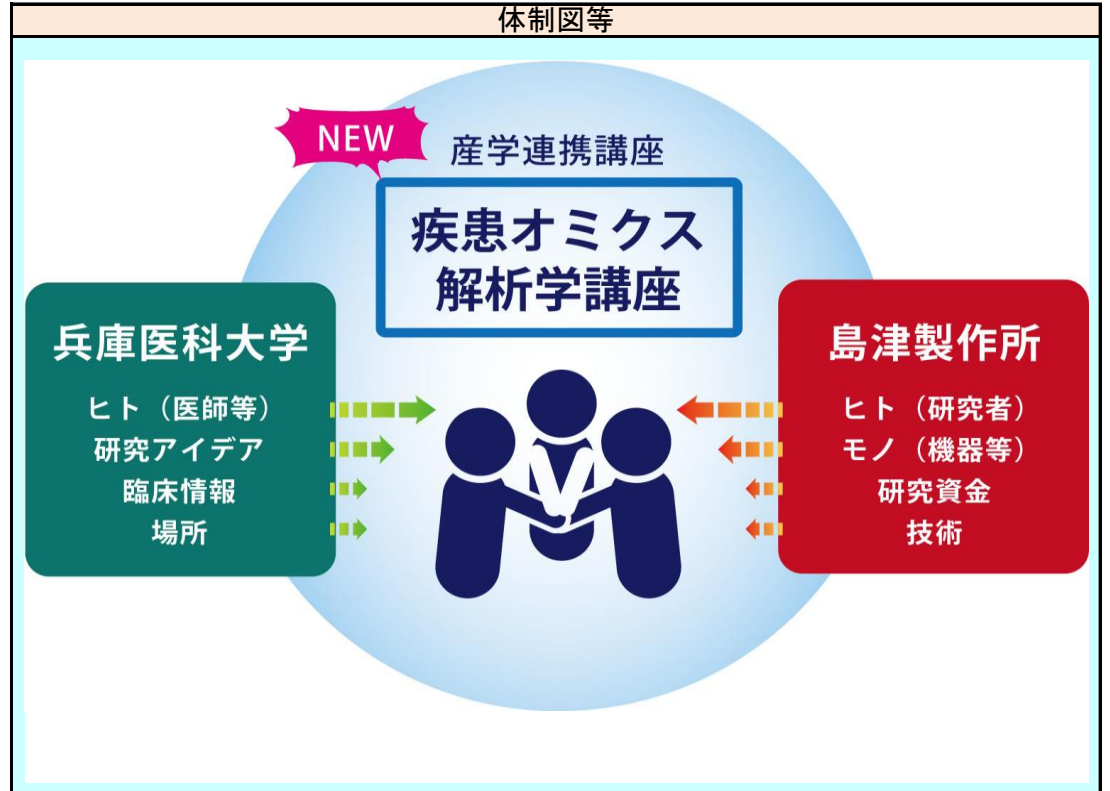 体制図等
NEW
産学連携講座
疾患オミクス
解析学講座
兵庫医科大学
ヒト（医師等）
研究アイデア
臨床情報
場所
島津製作所
ヒト（研究者）
モノ（機器等）
研究資金
技術